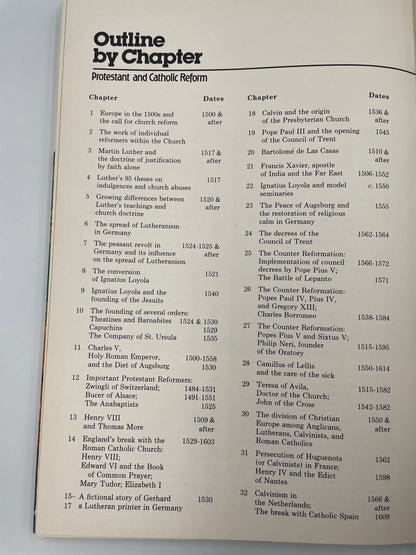 Outline
by Chapter
Protestant and Catholic Reform
Chapter Dates
1 Europe in the 1500s and 1500 &
the call for church reform after
2 The work of individual
reformers within the Church
3 Martin Luther and 1517 &
the doctrine of justification after
by faith alone
4 Luther's 95 theses on 1517
indulgences and church abuses
5 Growing differences between 1520 &
Luther's teachings and after
church doctrine
6 The spread of Lutheranism
in Germany
7 The peasant revolt in 1524-1525 &
Germany and its influence after
on the spread of Lutheranism
8 The conversion 1521
of Ignatius Loyola
9 Ignatius Loyola and the 1540
founding of the Jesuits
10 The founding of several orders:
Theatines and Barnabites 1524 & 1530
Capuchins 1529
The Company of St. Ursula 1535
11 Charles V,
Holy Roman Emperor, 1500-1558
and the Diet of Augsburg 1530
12 Important Protestant Reformers:
Zwingli of Switzerland; 1484-1531
Bucer of Alsace; 1491-1551
The Anabaptists 1525
13 Henry VIII 1509 &
and Thomas More after
14 England's break with the 1529-1603
Roman Catholic Church:
Henry VIII;
Edward VI and the Book
of Common Prayer;
Mary Tudor; Elizabeth I
15– A fictional story of Gerhard 1530
17 a Lutheran printer in Germany
Chapter Dates
18 Calvin and the origin 1536 &
of the Presbyterian Church after
19 Pope Paul III and the opening 1545
of the Council of Trent
20 Bartolomé de Las Casas 1510 &
after
21 Francis Xavier, apostle
of India and the Far East 1506-1552
22 Ignatius Loyola and model c. 1550
seminaries
23 The Peace of Augsburg and 1555
the restoration of religious
calm in Germany
24 The decrees of the 1562-1564
Council of Trent
25 The Counter Reformation:
Implementation of council 1566-1572
decrees by Pope Pius V;
The Battle of Lepanto 1571
26 The Counter Reformation:
Popes Paul IV, Pius IV,
and Gregory XIII;
Charles Borromeo 1538-1584
27 The Counter Reformation:
Popes Pius V and Sixtus V;
Philip Neri, founder 1515-1595
of the Oratory
28 Camillus of Lellis 1550-1614
and the care of the sick
29 Teresa of Avila, 1515-1582
Doctor of the Church;
John of the Cross 1542-1582
30 The division of Christian 1550 &
Europe among Anglicans, after
Lutherans, Calvinists, and
Roman Catholics
31 Persecution of Huguenots 1562
(or Calvinists) in France; to
Henry IV and the Edict 1598
of Nantes
32 Calvinism in 1566 &
the Netherlands; after
The break with Catholic Spain 1609